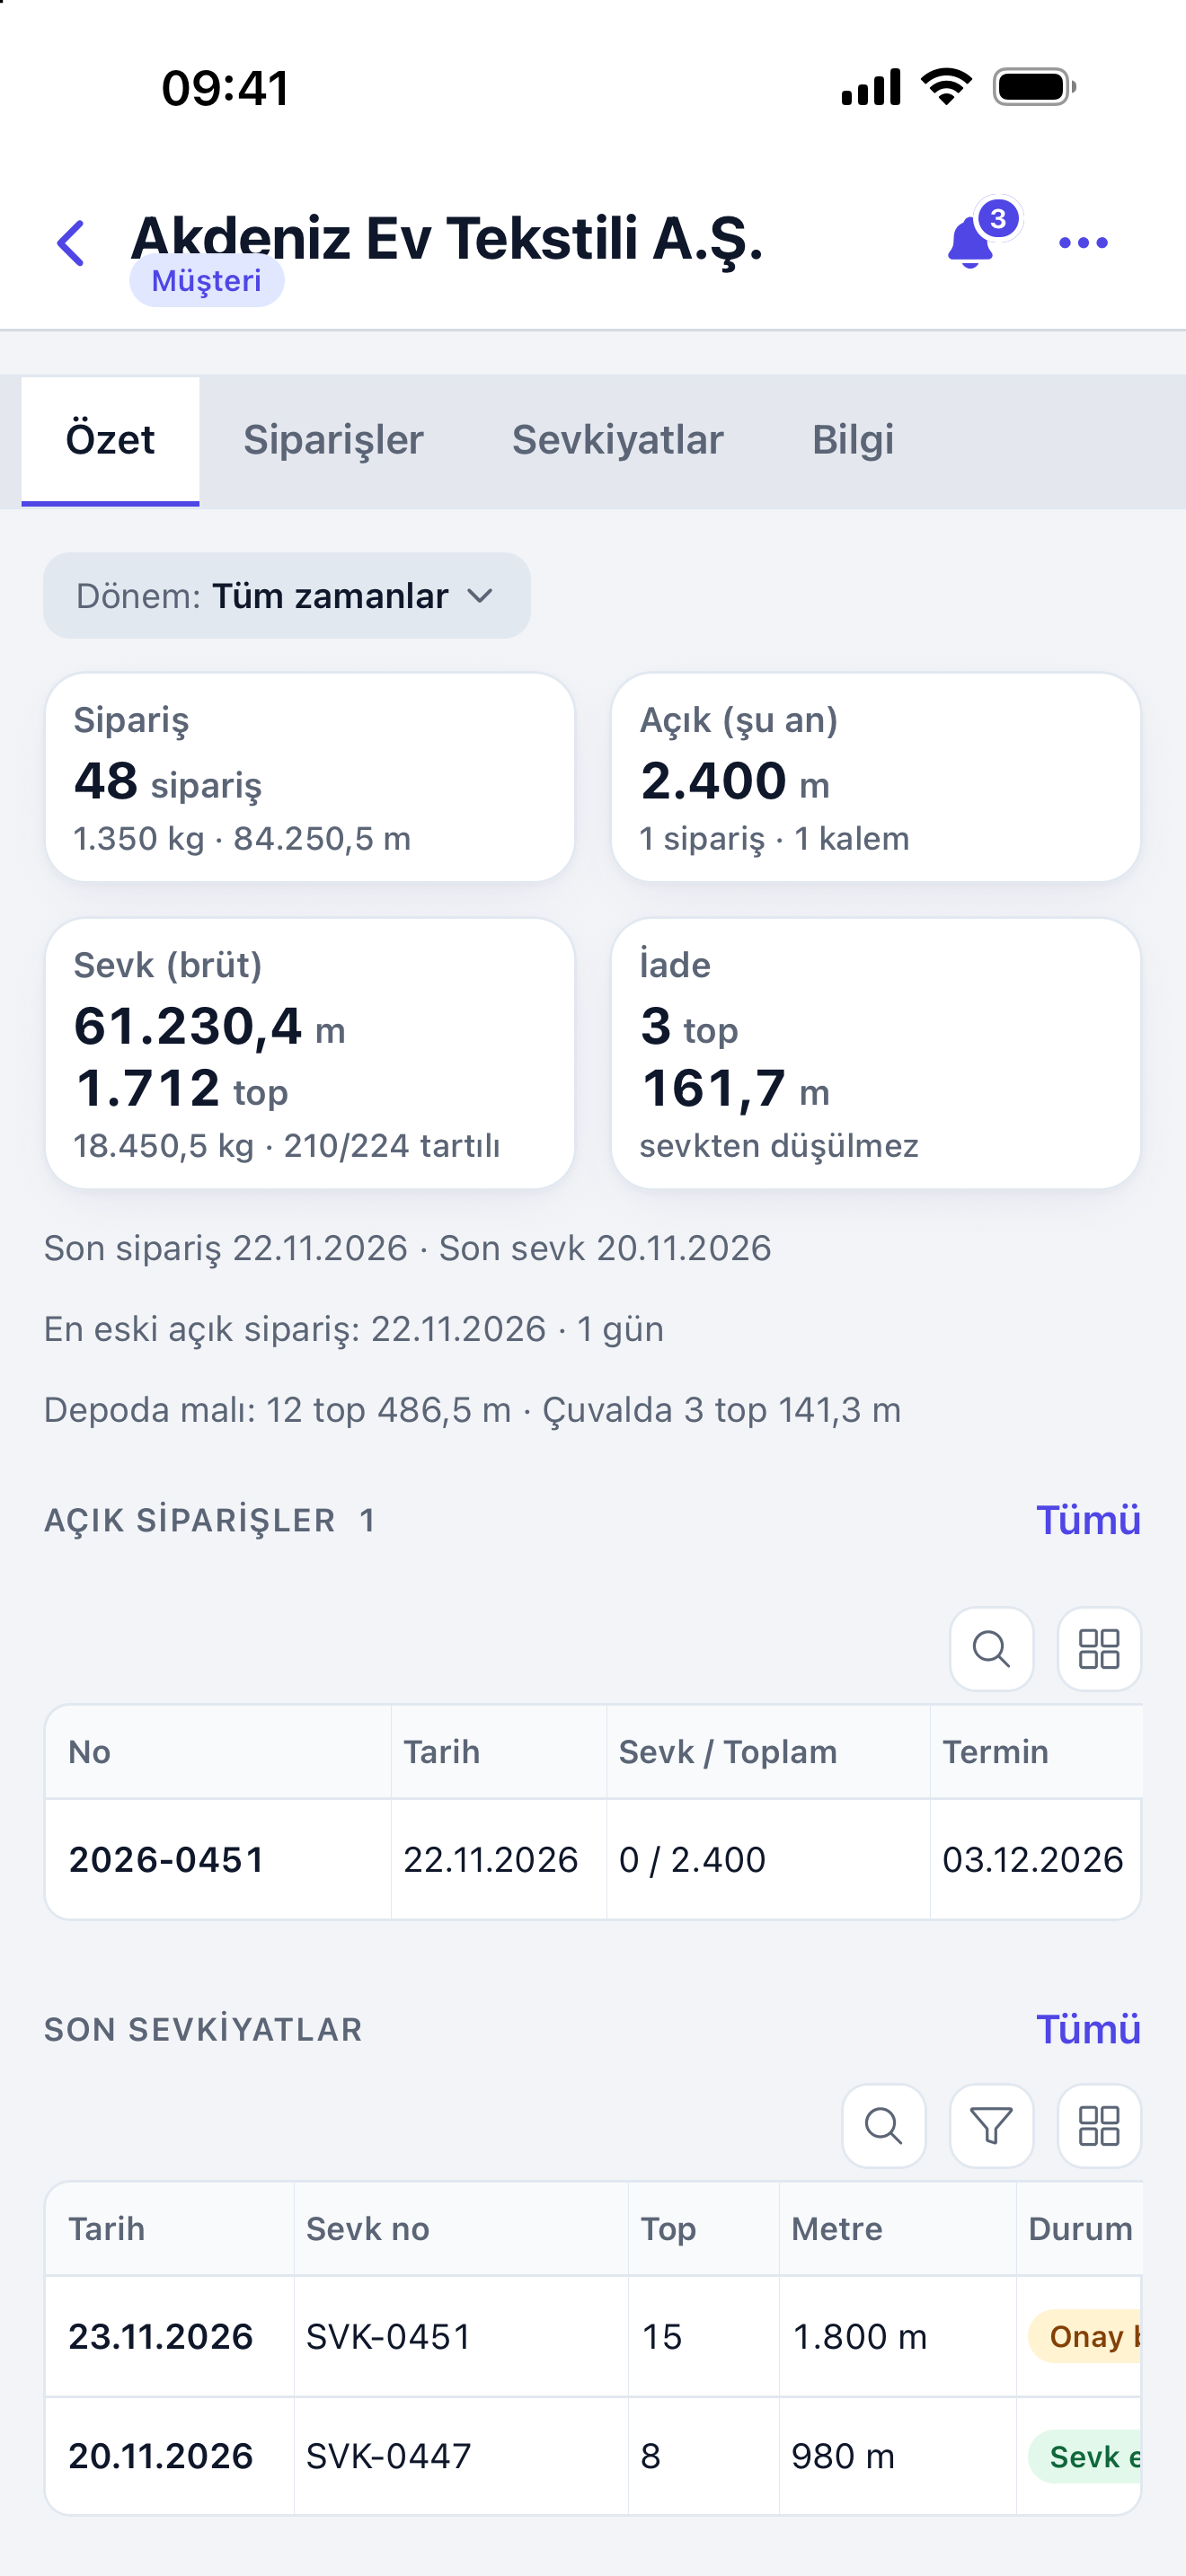 09:41
Akdeniz Ev Tekstili A.Ş.
3
Müşteri
Özet Siparişler Sevkiyatlar Bilgi
Dönem: Tüm zamanlar
Sipariş
48 sipariş
1.350 kg · 84.250,5 m
Açık (şu an)
2.400 m
1 sipariş · 1 kalem
Sevk (brüt)
61.230,4 m
1.712 top
18.450,5 kg · 210/224 tartılı
İade
3 top
161,7 m
sevkten düşülmez
Son sipariş 22.11.2026 · Son sevk 20.11.2026
En eski açık sipariş: 22.11.2026 · 1 gün
Depoda malı: 12 top 486,5 m · Çuvalda 3 top 141,3 m
AÇIK SİPARİŞLER 1 Tümü
No Tarih Sevk / Toplam Termin
2026-0451 22.11.2026 0 / 2.400 03.12.2026
SON SEVKİYATLAR Tümü
Tarih Sevk no Top Metre Durum
23.11.2026 SVK-0451 15 1.800 m Onay
20.11.2026 SVK-0447 8 980 m Sevk